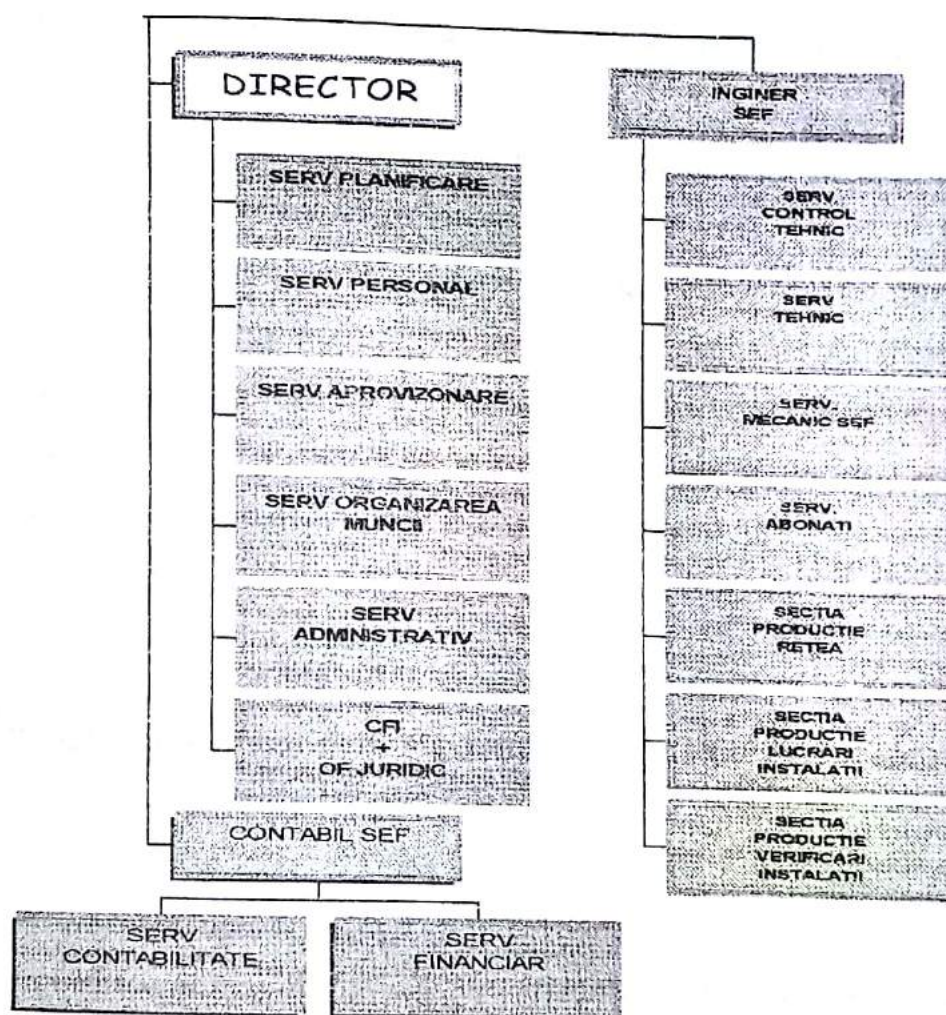 DIRECTOR
SERV PLANIFICARE
SERV PERSONAL
SERV APROVIZONARE
SERV ORGANIZAREA
MUNCII
SERV
ADMINISTRATIV
CFI
+
OF JURIDIC
CONTABIL SEF
SERV
CONTABILITATE
SERV
FINANCIAR
INGINER
SEF
SERV.
CONTROL
TEHNIC
SERV
TEHNIC
SERV.
MECANIC SEF
SERV.
ABONATI
SECTIA
PRODUCTIE
RETEA
SECTIA
PRODUCTIE
LUCRARI
INSTALATII
SECTIA
PRODUCTIE
VERIFICARI
INSTALATII